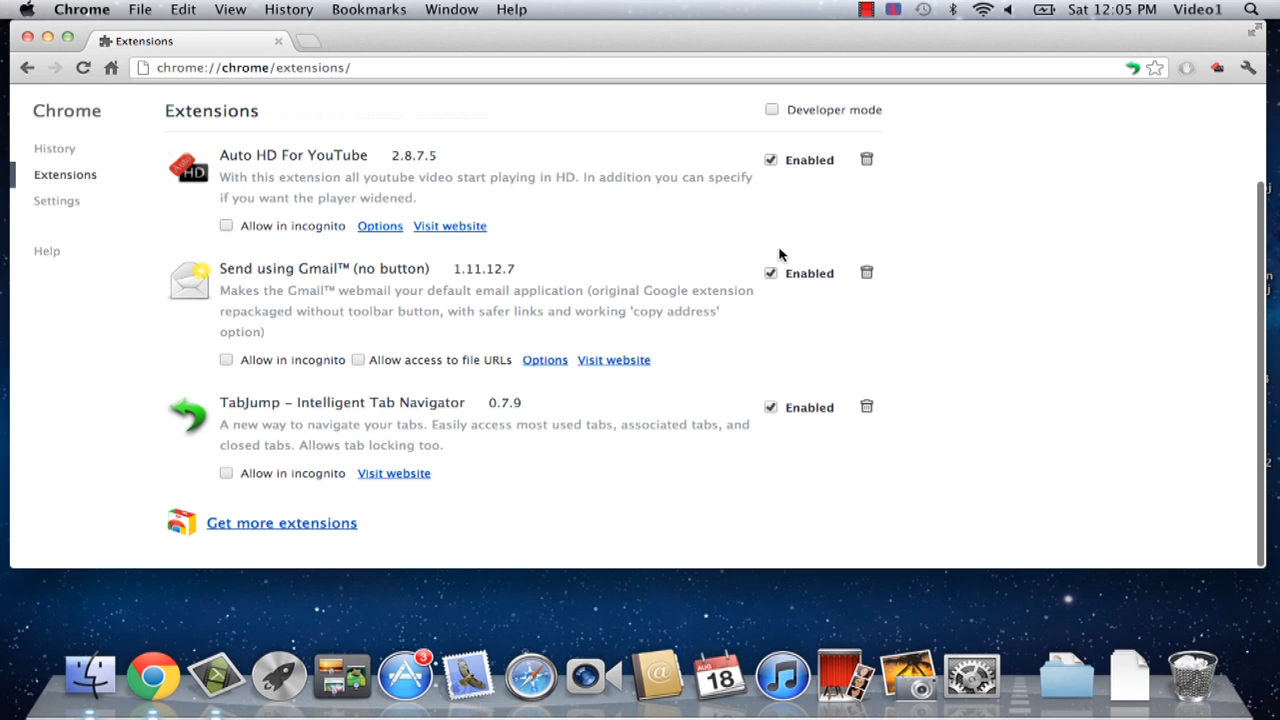 Chrome File Edit View History Bookmarks Window Help Sat 12:05 PM Video1
Extensions
chrome://chrome/extensions/
Chrome
Extensions
Developer mode
History
Extensions
Settings
Help
Auto HD For YouTube 2.8.7.5
Enabled
With this extension all youtube video start playing in HD. In addition you can specify
if you want the player widened.
Allow in incognito Options Visit website
Send using Gmail™ (no button) 1.11.12.7
Enabled
Makes the Gmail™ webmail your default email application (original Google extension
repackaged without toolbar button, with safer links and working 'copy address'
option)
Allow in incognito Allow access to file URLs Options Visit website
TabJump - Intelligent Tab Navigator 0.7.9
Enabled
A new way to navigate your tabs. Easily access most used tabs, associated tabs, and
closed tabs. Allows tab locking too.
Allow in incognito Visit website
Get more extensions
3
AUG
18